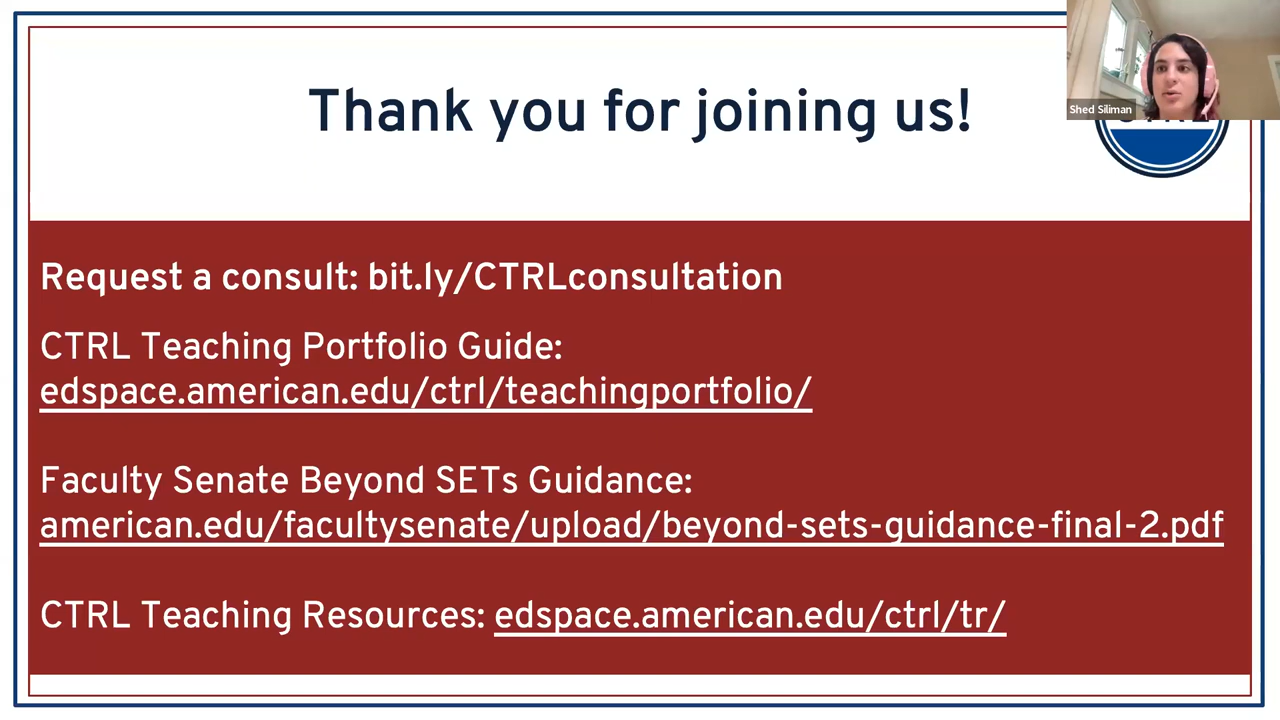 Thank you for joining us!
Shed Siliman
Request a consult: bit.ly/CTRLconsultation
CTRL Teaching Portfolio Guide:
edspace.american.edu/ctrl/teachingportfolio/
Faculty Senate Beyond SETs Guidance:
american.edu/facultysenate/upload/beyond-sets-guidance-final-2.pdf
CTRL Teaching Resources: edspace.american.edu/ctrl/tr/